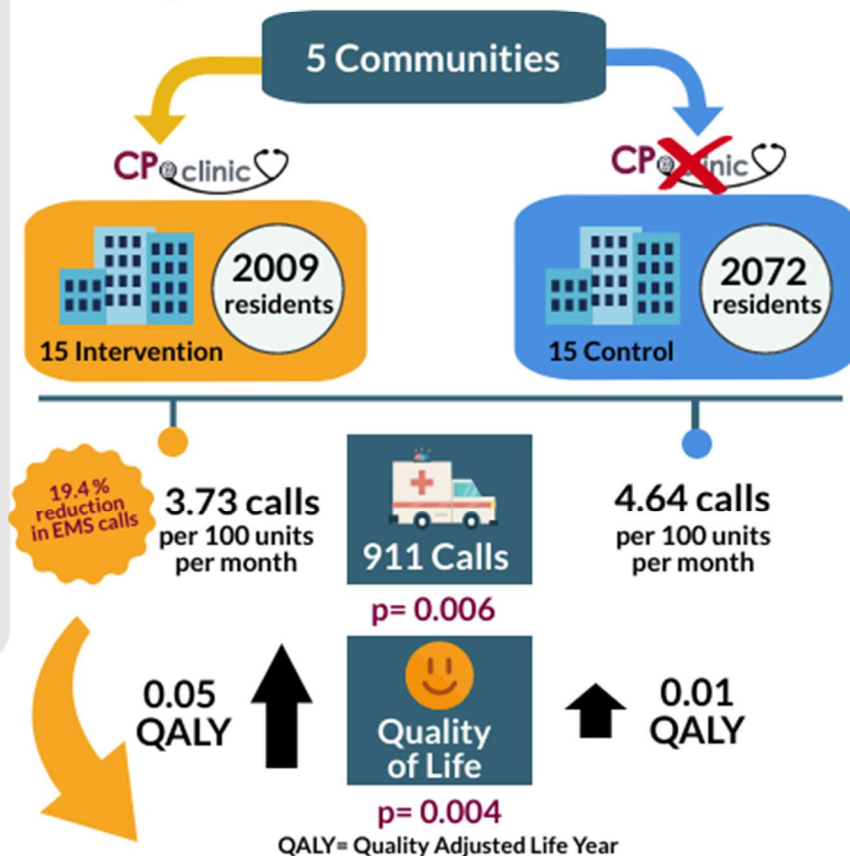 5 Communities
CP@clinic
CP@clinic
2009
residents
15 Intervention
2072
residents
15 Control
19.4%
reduction
in EMS calls
3.73 calls
per 100 units
per month
911 Calls
p= 0.006
4.64 calls
per 100 units
per month
0.05
QALY
Quality
of Life
p= 0.004
0.01
QALY
QALY= Quality Adjusted Life Year